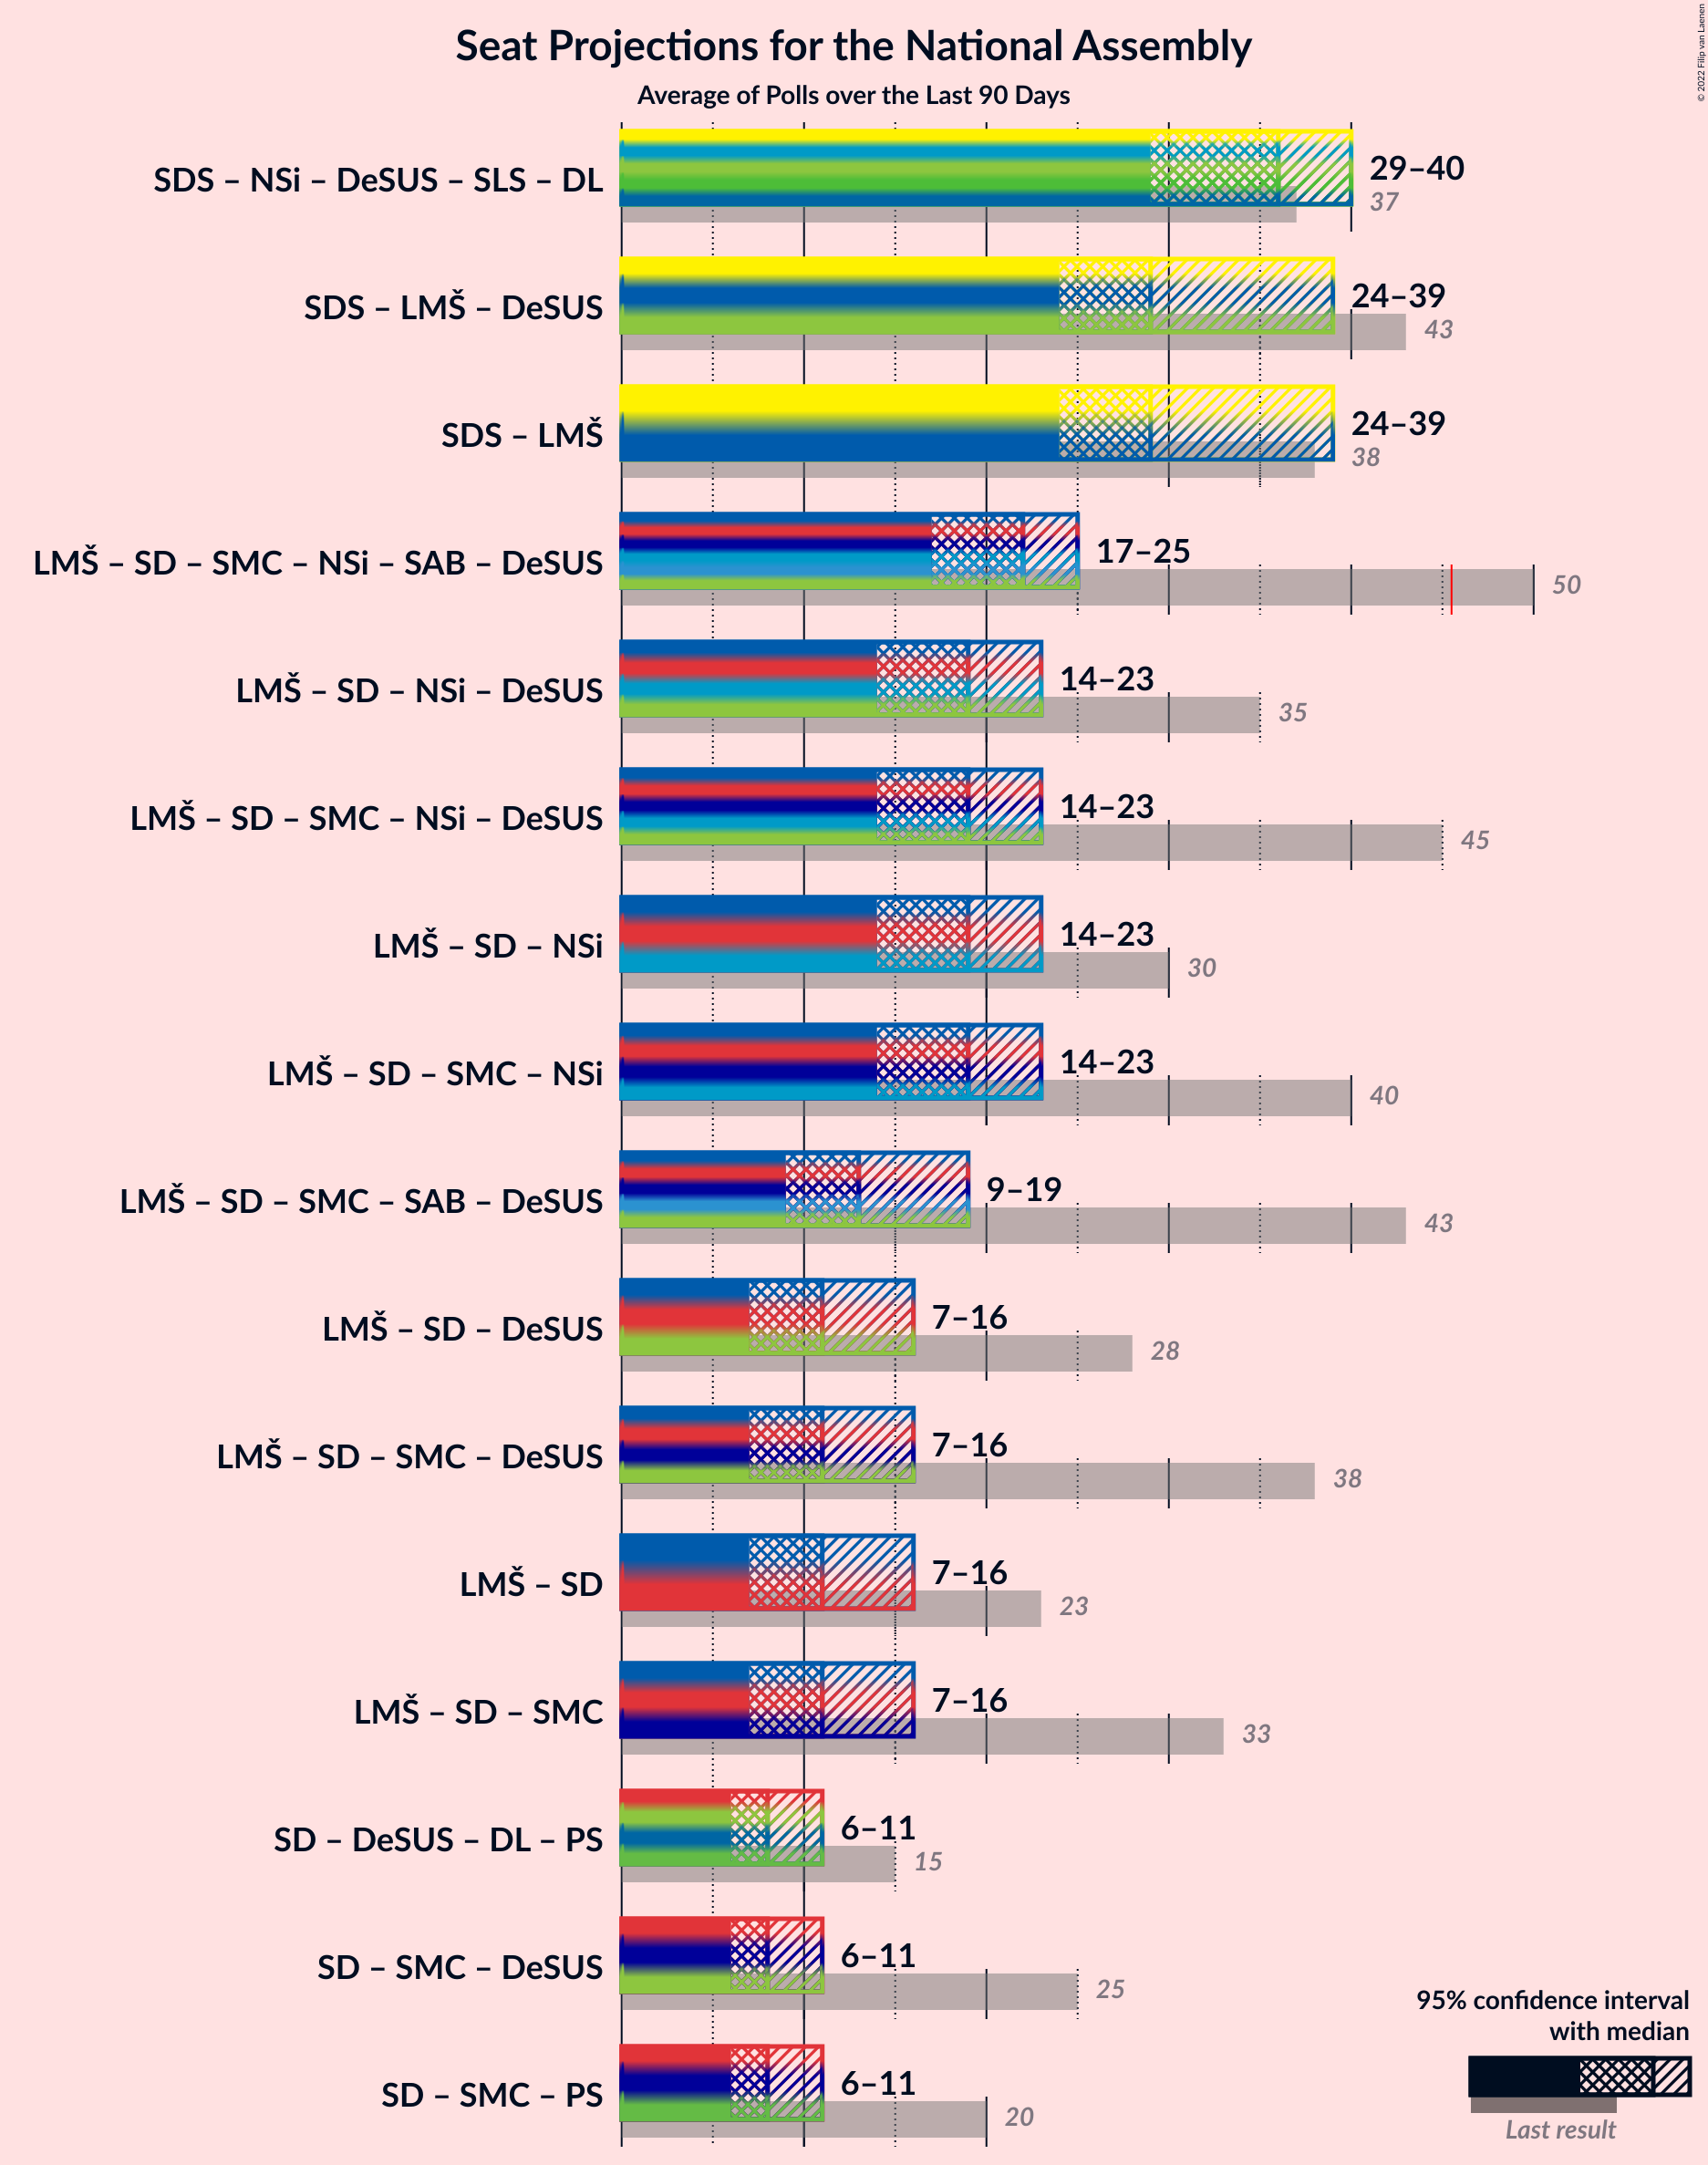 Seat Projections for the National Assembly
Average of Polls over the Last 90 Days
© 2022 Filip van Laenen
SDS – NSi – DeSUS – SLS – DL
29–40
37
SDS – LMŠ – DeSUS
24–39
43
SDS – LMŠ
24–39
38
LMŠ – SD – SMC – NSi – SAB – DeSUS
17–25
50
LMŠ – SD – NSi – DeSUS
14–23
35
LMŠ – SD – SMC – NSi – DeSUS
14–23
45
LMŠ – SD – NSi
14–23
30
LMŠ – SD – SMC – NSi
14–23
40
LMŠ – SD – SMC – SAB – DeSUS
9–19
43
LMŠ – SD – DeSUS
7–16
28
LMŠ – SD – SMC – DeSUS
7–16
38
LMŠ – SD
7–16
23
LMŠ – SD – SMC
7–16
33
SD – DeSUS – DL – PS
6–11
15
SD – SMC – DeSUS
6–11
25
SD – SMC – PS
6–11
20
95% confidence interval
with median
Last result